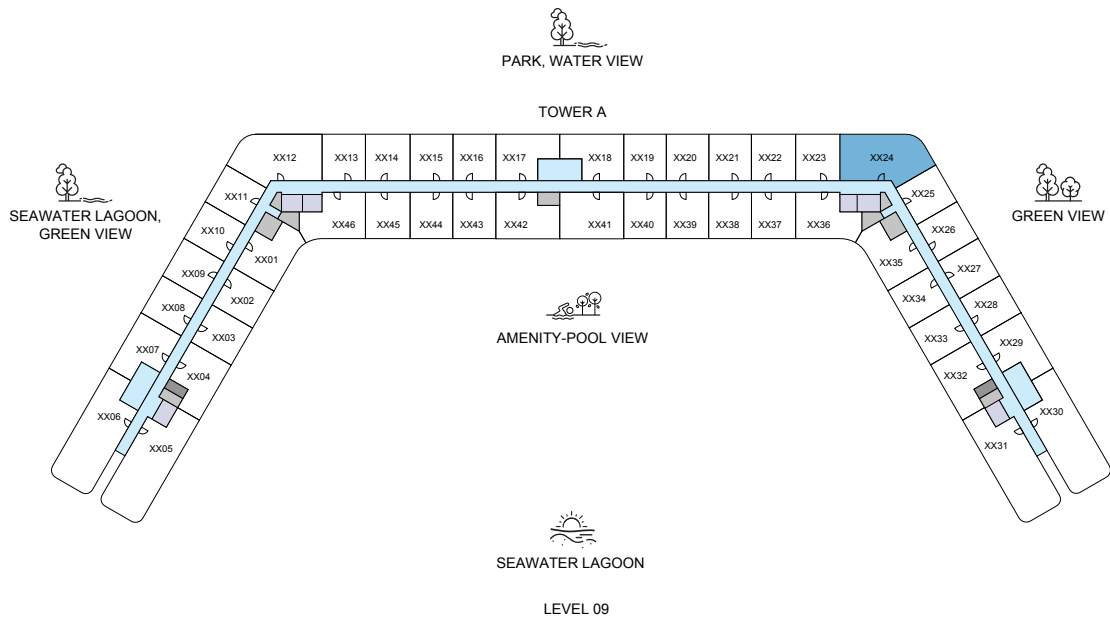 PARK, WATER VIEW
TOWER A
SEAWATER LAGOON,
GREEN VIEW
GREEN VIEW
XX12 XX13 XX14 XX15 XX16 XX17 XX18 XX19 XX20 XX21 XX22 XX23 XX24
XX11 XX25
XX46 XX45 XX44 XX43 XX42 XX41 XX40 XX39 XX38 XX37 XX36
XX10 XX26
XX01 XX35
XX09 XX27
XX02 XX34
XX08 XX28
XX03 XX33
XX07 XX29
XX04 XX32
XX06 XX30
XX05 XX31
AMENITY-POOL VIEW
SEAWATER LAGOON
LEVEL 09